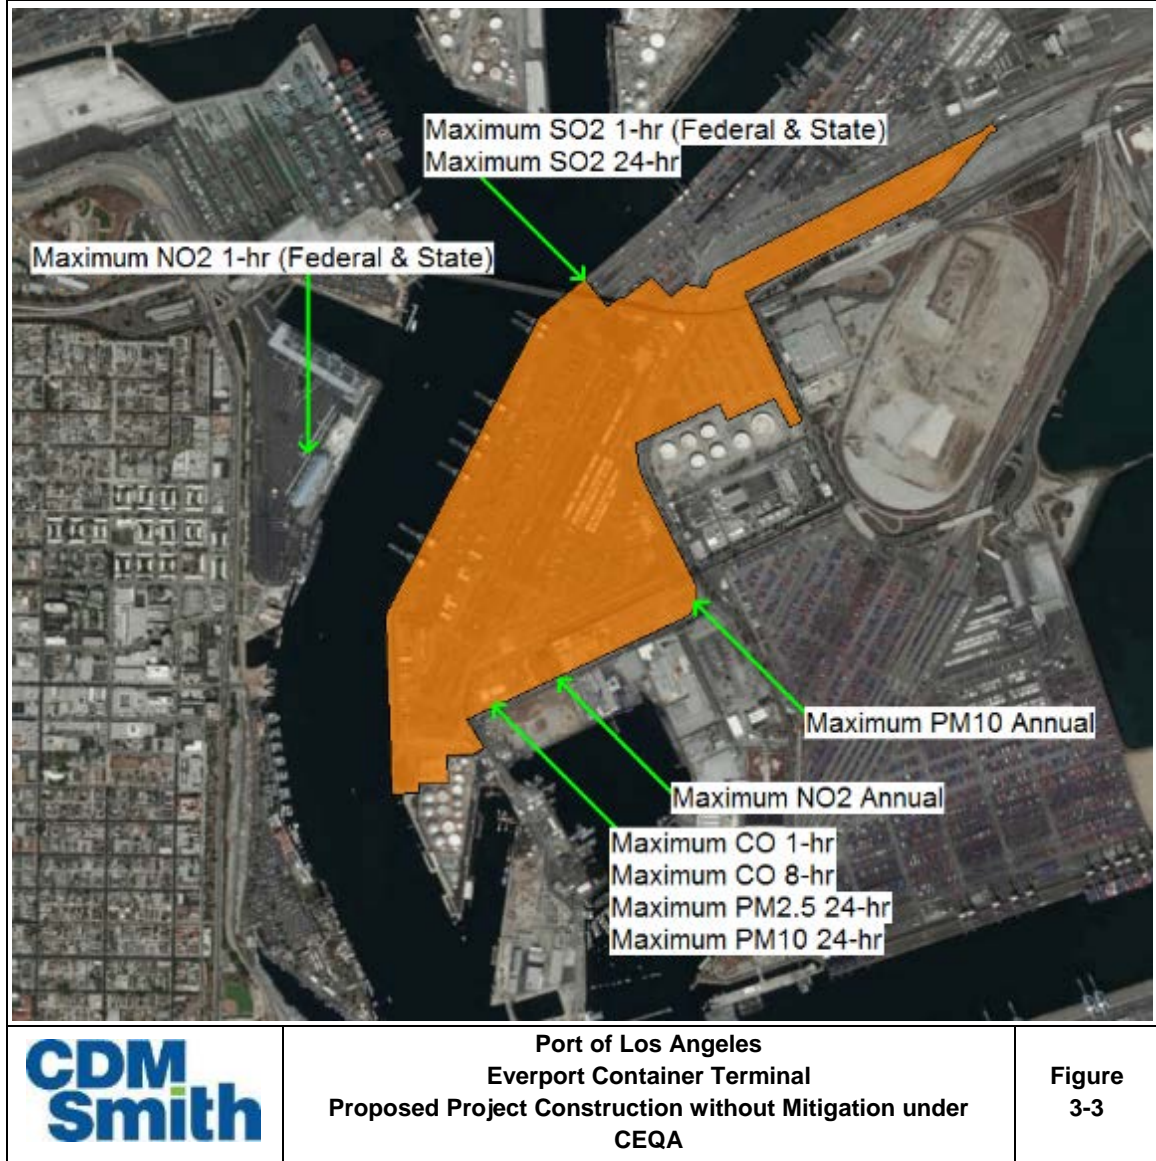 Maximum SO2 1-hr (Federal & State)
Maximum SO2 24-hr
Maximum NO2 1-hr (Federal & State)
Maximum PM10 Annual
Maximum NO2 Annual
Maximum CO 1-hr
Maximum CO 8-hr
Maximum PM2.5 24-hr
Maximum PM10 24-hr
CDM
Smith
Port of Los Angeles
Everport Container Terminal
Proposed Project Construction without Mitigation under
CEQA
Figure
3-3